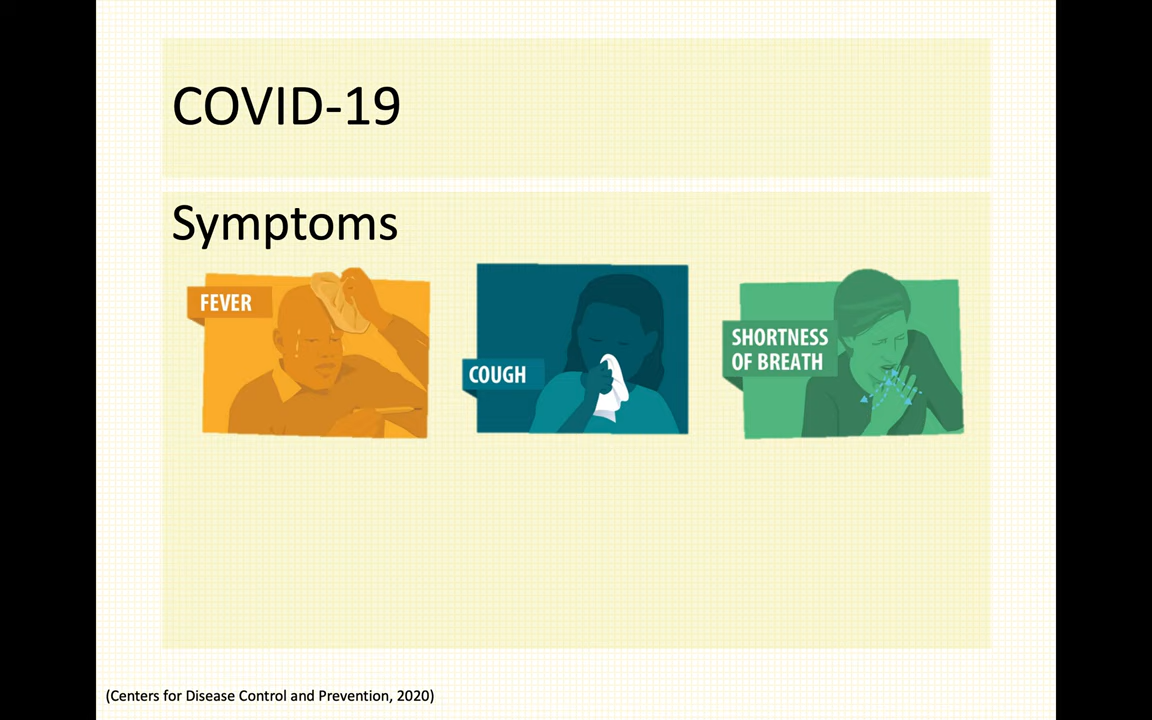 COVID-19
Symptoms
FEVER
COUGH
SHORTNESS
OF BREATH
(Centers for Disease Control and Prevention, 2020)